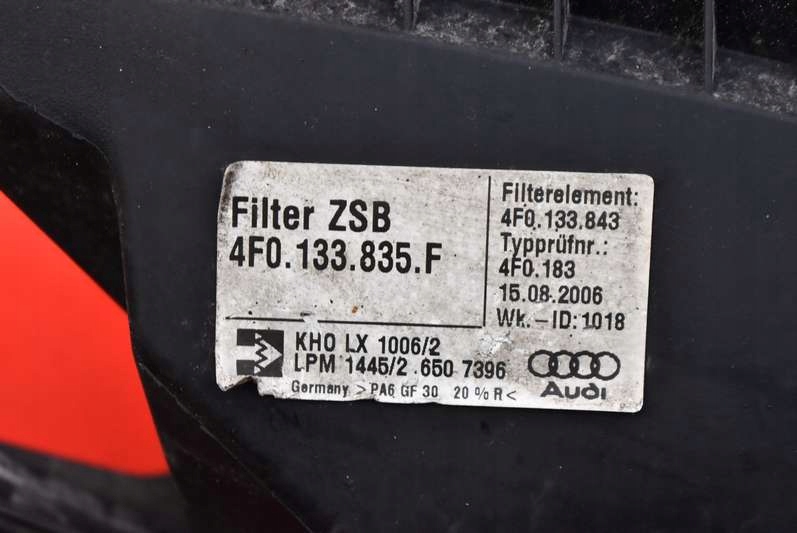 Filter ZSB
4F0.133.835.F
Filterelement:
4F0.133.843
Typprüfnr.:
4F0.183
15.08.2006
Wk.-ID:1018
KHO LX 1006/2
LPM 1445/2 650 7396
Germany >PA6 GF 30 20 % R<
Audi